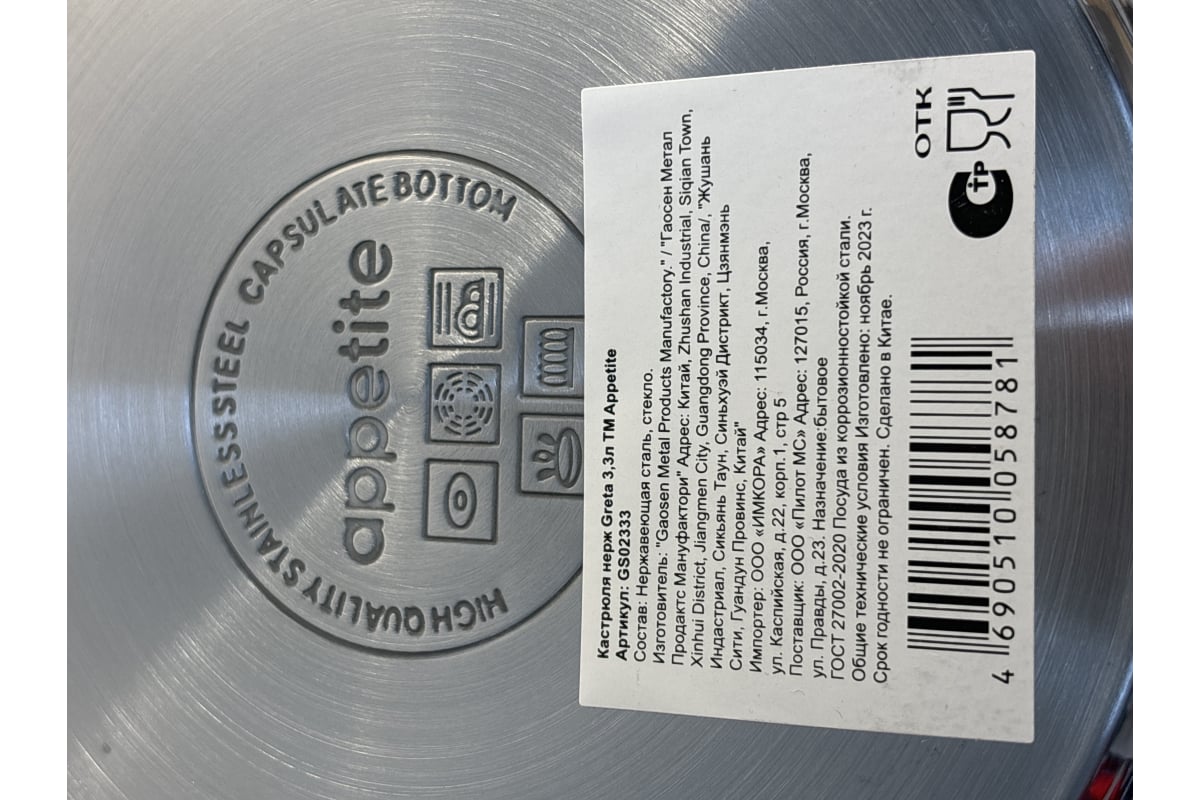 HIGH QUALITY STAINLESS STEEL CAPSULATE BOTTOM
appetite
Кастрюля нерж Greta 3,3л ТМ Appetite
Артикул: GS02333
Состав: Нержавеющая сталь, стекло.
Изготовитель: "Gaosen Metal Products Manufactory." / "Гаосен Метал
Продактс Мануфактори" Адрес: Китай, Zhushan Industrial, Siqian Town,
Xinhui District, Jiangmen City, Guangdong Province, China/, "Жушань
Индастриал, Сикьянь Таун, Синьхуэй Дистрикт, Цзянмэнь
Сити, Гуандун Провинс, Китай"
Импортер: ООО «ИМКОРА» Адрес: 115034, г.Москва,
ул. Каспийская, д.22, корп.1, стр 5
Поставщик: ООО «Пилот МС» Адрес: 127015, Россия, г.Москва,
ул. Правды, д.23. Назначение:бытовое
ГОСТ 27002-2020 Посуда из коррозионностойкой стали.
Общие технические условия Изготовлено: ноябрь 2023 г.
Срок годности не ограничен. Сделано в Китае.
4 690510 058781
ОТК
СТР